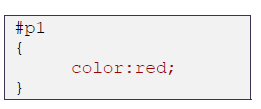 #p1
{
color:red;
}